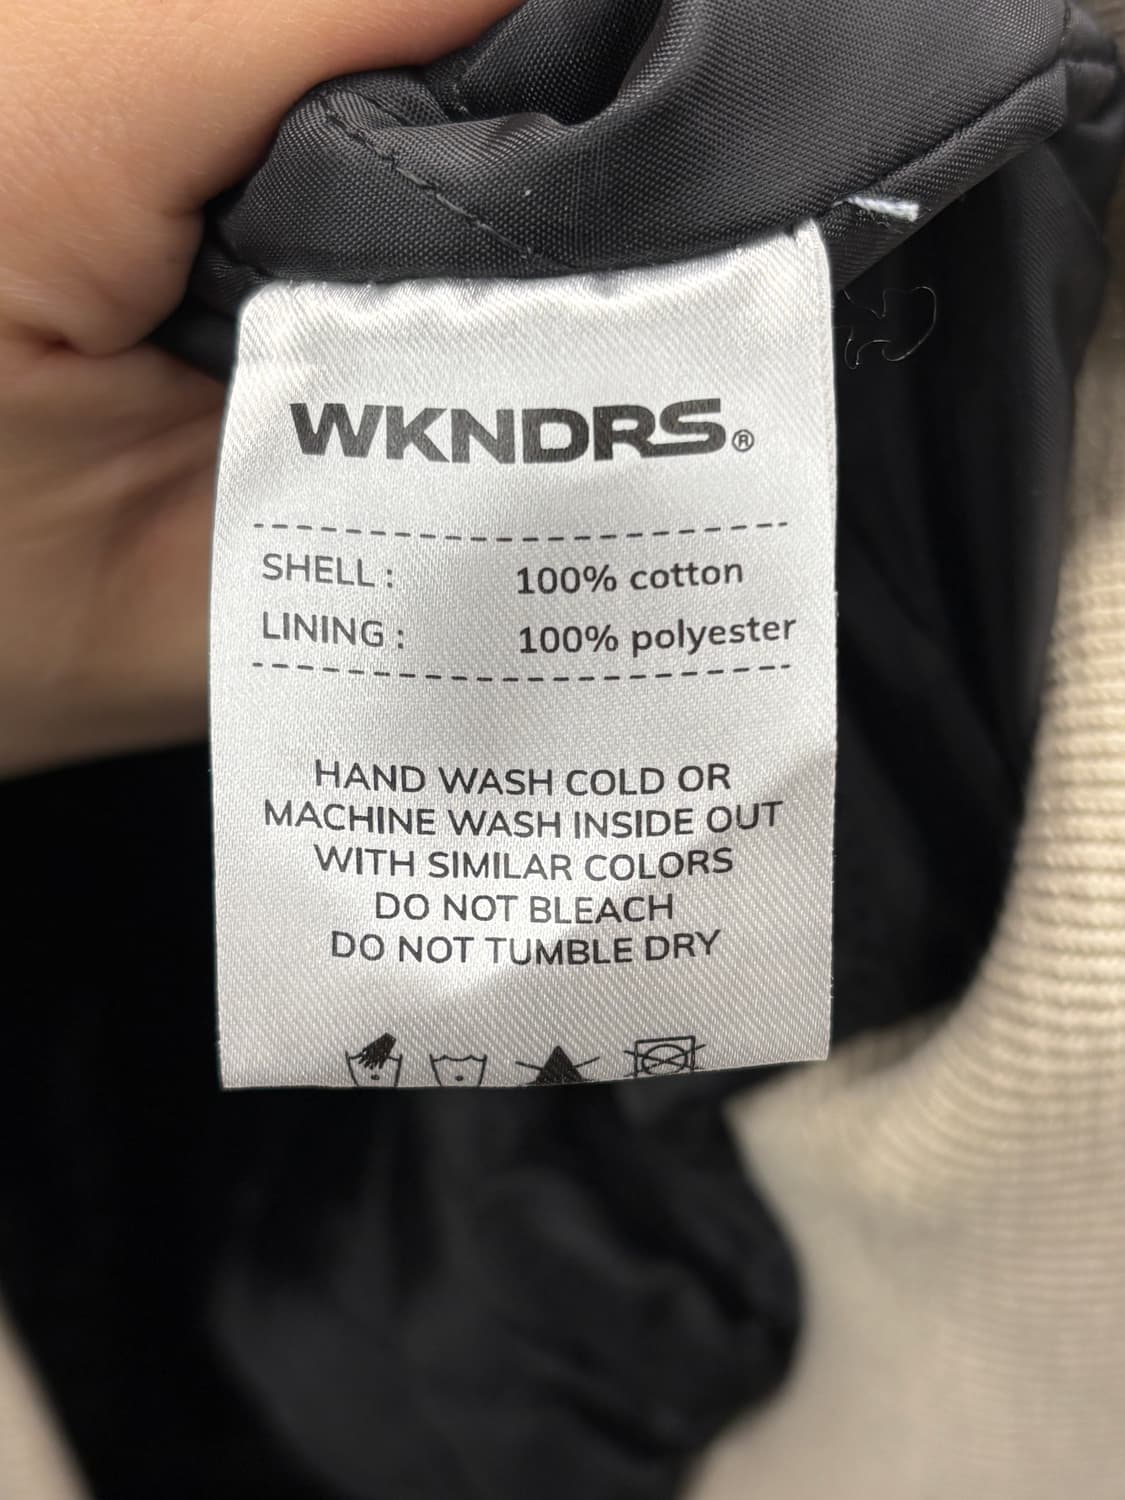 WKNDRS®
SHELL : 100% cotton
LINING : 100% polyester
HAND WASH COLD OR
MACHINE WASH INSIDE OUT
WITH SIMILAR COLORS
DO NOT BLEACH
DO NOT TUMBLE DRY